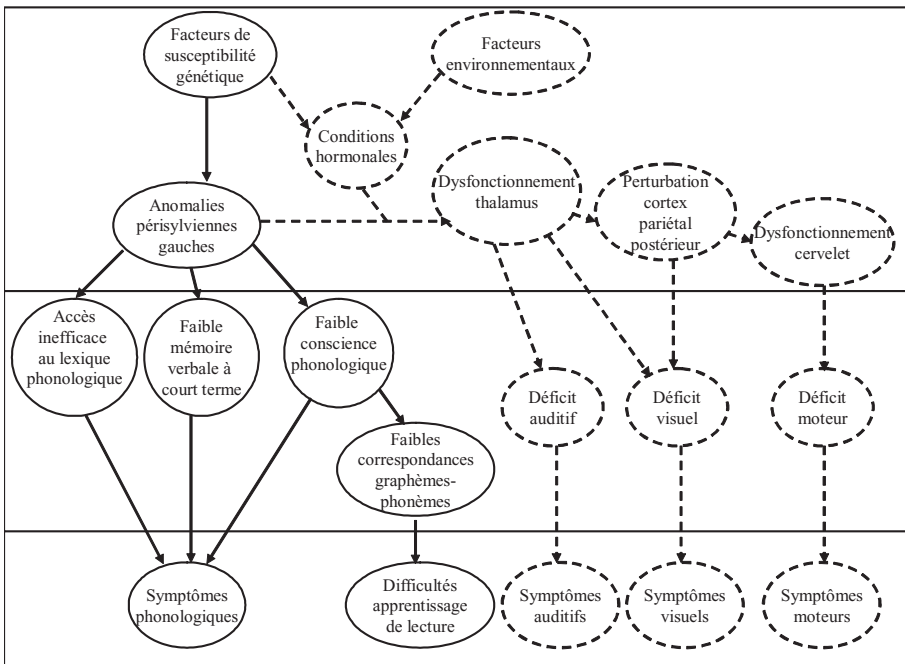 Facteurs de
susceptibilité
génétique
Facteurs
environnementaux
Conditions
hormonales
Anomalies
périsylviennes
gauches
Dysfonctionnement
thalamus
Perturbation
cortex
pariétal
postérieur
Dysfonctionnement
cervelet
Accès
inefficace
au lexique
phonologique
Faible
mémoire
verbale à
court terme
Faible
conscience
phonologique
Faibles
correspondances
graphèmes-
phonèmes
Déficit
auditif
Déficit
visuel
Déficit
moteur
Symptômes
phonologiques
Difficultés
apprentissage
de lecture
Symptômes
auditifs
Symptômes
visuels
Symptômes
moteurs